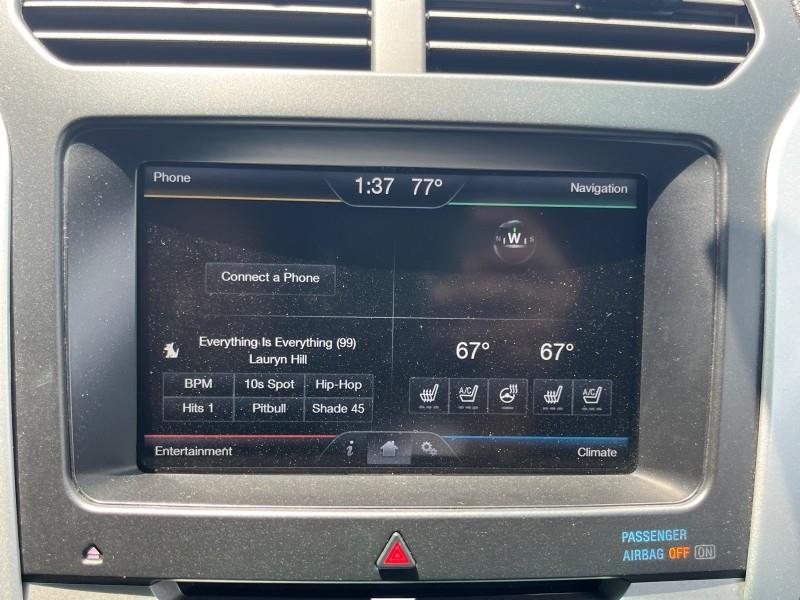 Phone
1:37 77°
Navigation
N W S
Connect a Phone
Everything Is Everything (99)
Lauryn Hill
67° 67°
BPM 10s Spot Hip-Hop
A/C A/C
Hits 1 Pitbull Shade 45
Entertainment
i
Climate
PASSENGER
AIRBAG OFF ON